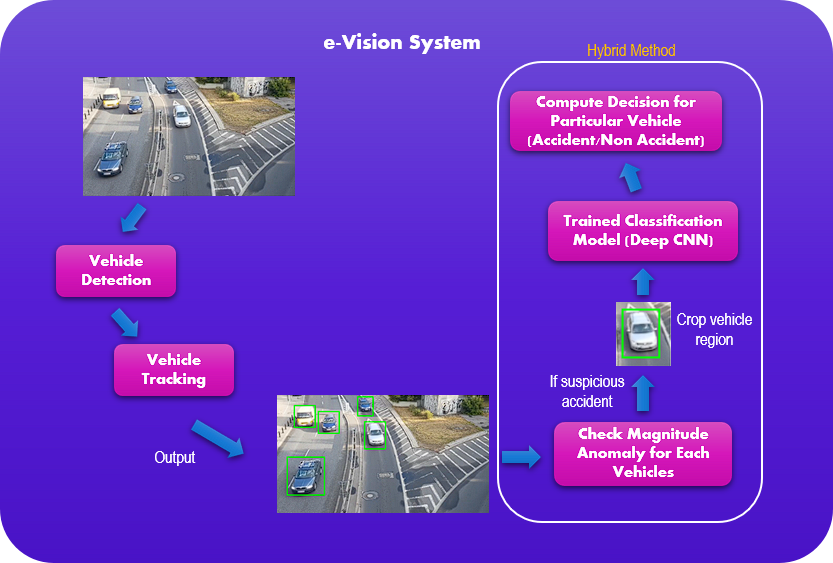 e-Vision System
Hybrid Method
Vehicle
Detection
Vehicle
Tracking
Output
Check Magnitude
Anomaly for Each
Vehicles
If suspicious
accident
Crop vehicle
region
Trained Classification
Model (Deep CNN)
Compute Decision for
Particular Vehicle
(Accident/Non Accident)